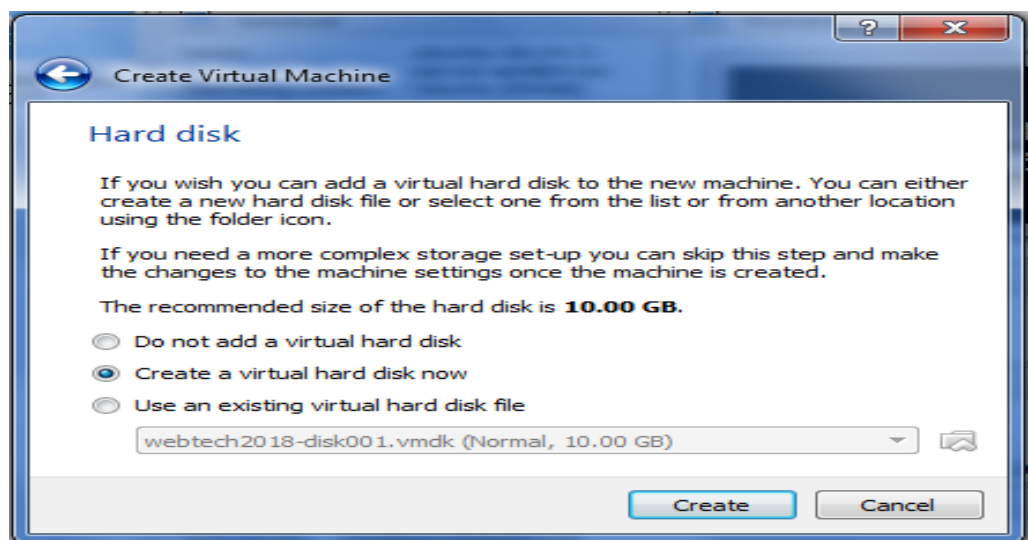 ?
Create Virtual Machine
Hard disk
If you wish you can add a virtual hard disk to the new machine. You can either
create a new hard disk file or select one from the list or from another location
using the folder icon.
If you need a more complex storage set-up you can skip this step and make
the changes to the machine settings once the machine is created.
The recommended size of the hard disk is 10.00 GB.
Do not add a virtual hard disk
Create a virtual hard disk now
Use an existing virtual hard disk file
webtech2018-disk001.vmdk (Normal, 10.00 GB)
Create Cancel